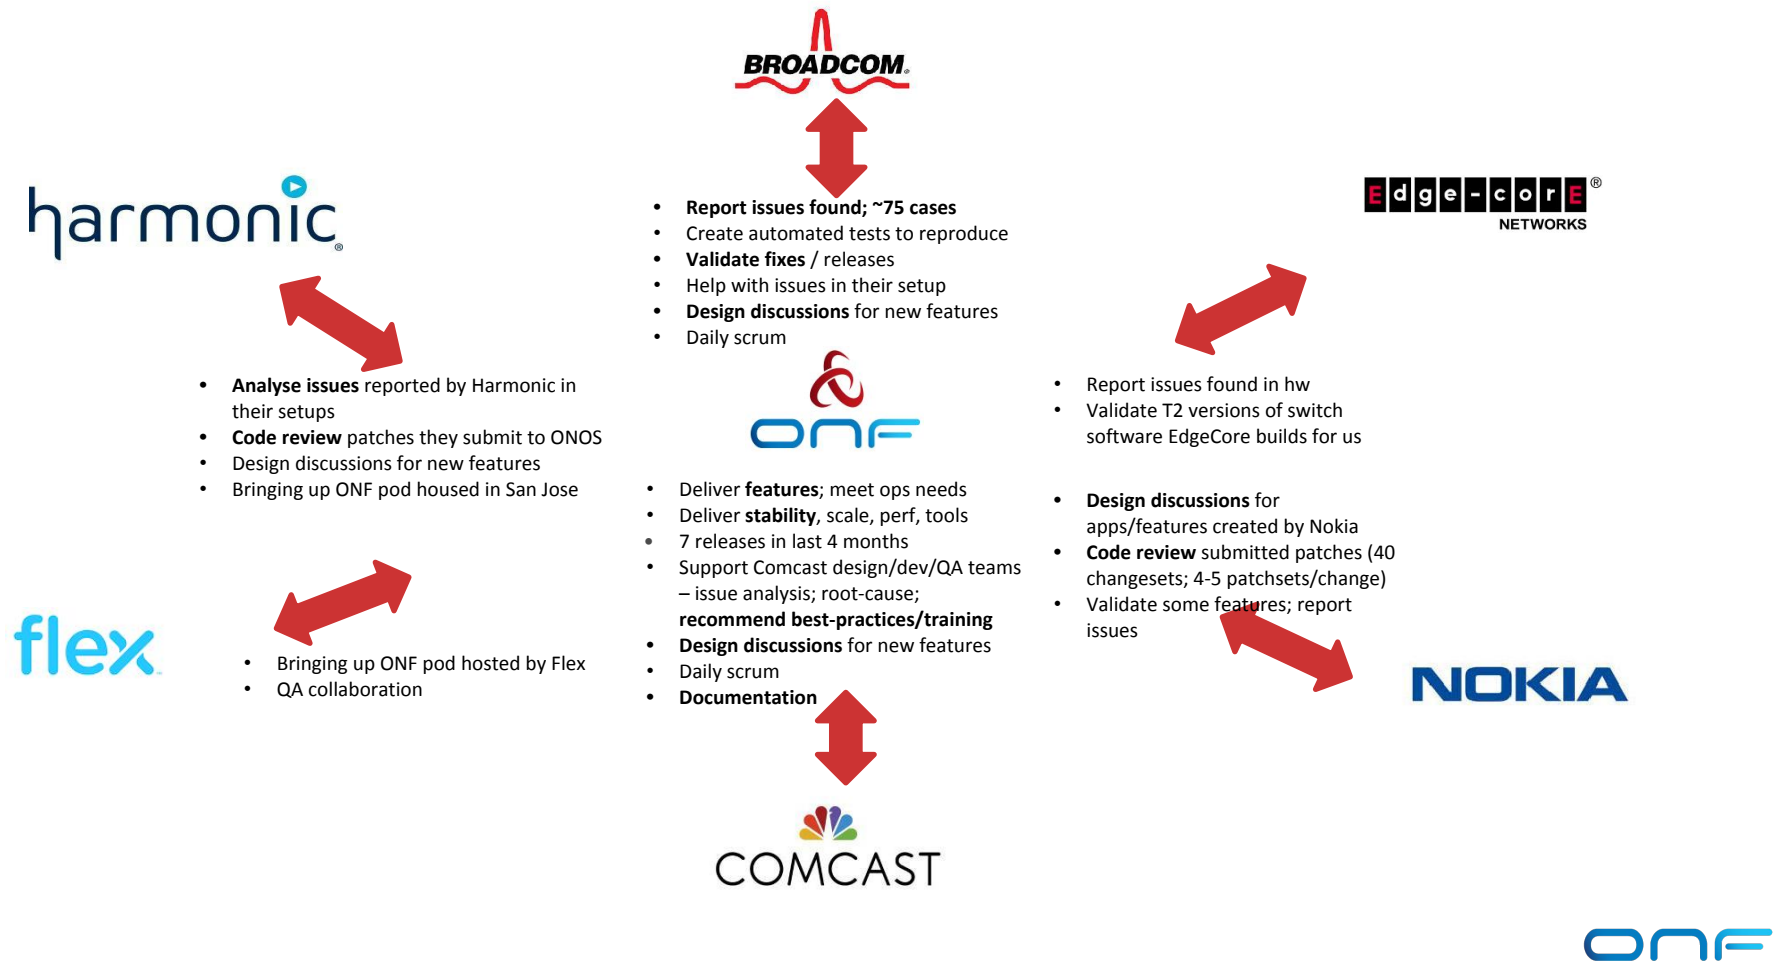 BROADCOM®
harmonic®
• Report issues found; ~75 cases
• Create automated tests to reproduce
• Validate fixes / releases
• Help with issues in their setup
• Design discussions for new features
• Daily scrum
Edge-corE®
NETWORKS
• Analyse issues reported by Harmonic in
their setups
• Code review patches they submit to ONOS
• Design discussions for new features
• Bringing up ONF pod housed in San Jose
ONF
• Report issues found in hw
• Validate T2 versions of switch
software EdgeCore builds for us
• Deliver features; meet ops needs
• Deliver stability, scale, perf, tools
• 7 releases in last 4 months
• Support Comcast design/dev/QA teams
– issue analysis; root-cause;
recommend best-practices/training
• Design discussions for new features
• Daily scrum
• Documentation
• Design discussions for
apps/features created by Nokia
• Code review submitted patches (40
changesets; 4-5 patchsets/change)
• Validate some features; report
issues
flex
• Bringing up ONF pod hosted by Flex
• QA collaboration
NOKIA
COMCAST
ONF